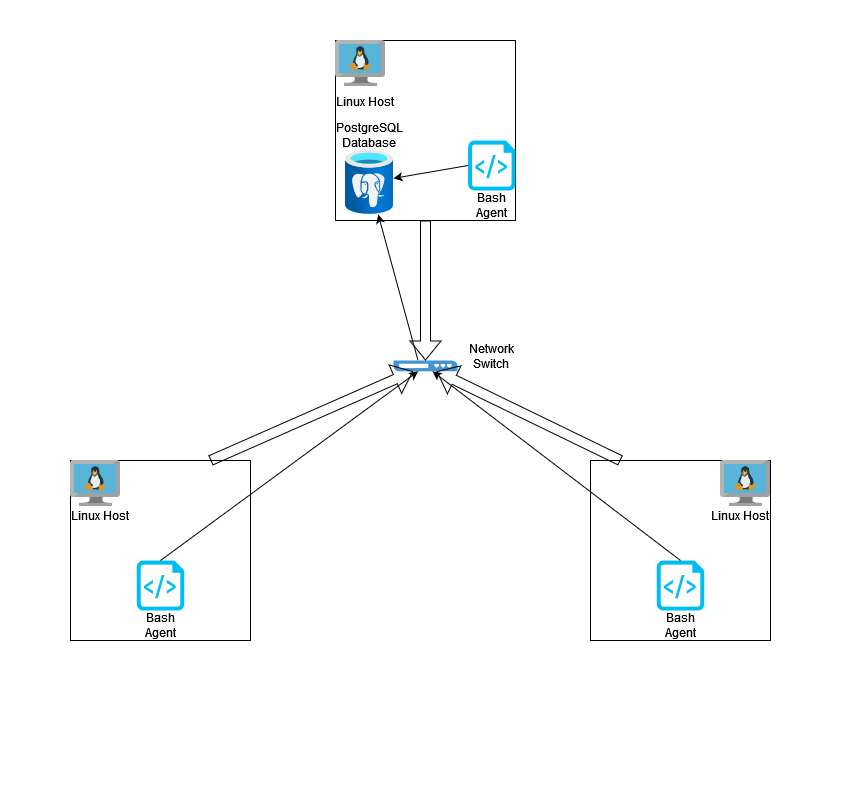 Linux Host
PostgreSQL
Database
</>
Bash
Agent
Network
Switch
Linux Host
</>
Bash
Agent
Linux Host
</>
Bash
Agent